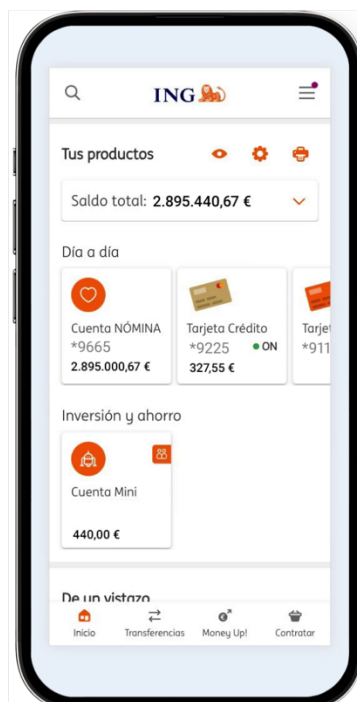 ING
Tus productos
Saldo total: 2.895.440,67 €
Día a día
Cuenta NÓMINA
*9665
2.895.000,67 €
Tarjeta Crédito
*9225 ON
327,55 €
Tarjet
*911
Inversión y ahorro
Cuenta Mini
440,00 €
De un vistazo
Inicio Transferencias Money Up! Contratar